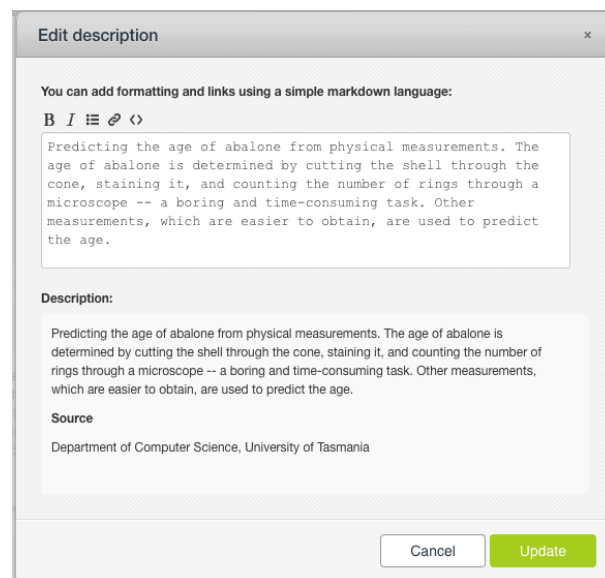 Edit description
×
You can add formatting and links using a simple markdown language:
B I
Predicting the age of abalone from physical measurements. The
age of abalone is determined by cutting the shell through the
cone, staining it, and counting the number of rings through a
microscope -- a boring and time-consuming task. Other
measurements, which are easier to obtain, are used to predict
the age.
Description:
Predicting the age of abalone from physical measurements. The age of abalone is
determined by cutting the shell through the cone, staining it, and counting the number of
rings through a microscope -- a boring and time-consuming task. Other measurements,
which are easier to obtain, are used to predict the age.
Source
Department of Computer Science, University of Tasmania
Cancel Update